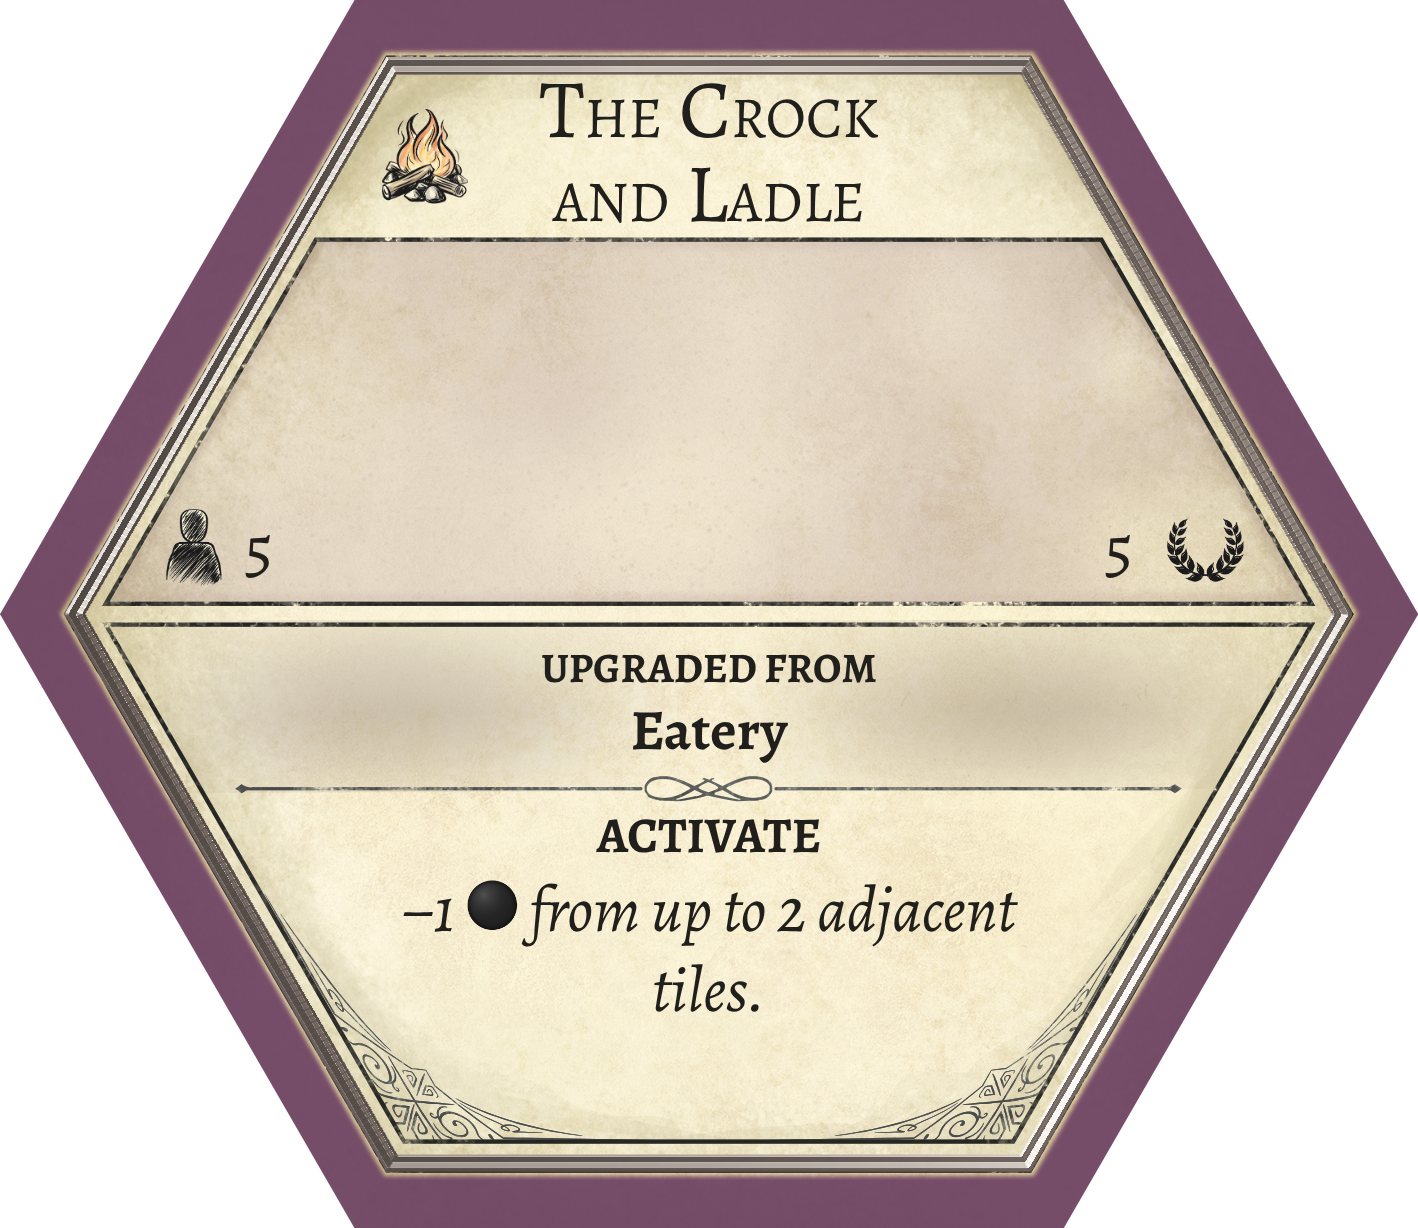 The Crock
and Ladle
5
5
UPGRADED FROM
Eatery
ACTIVATE
–1 from up to 2 adjacent
tiles.